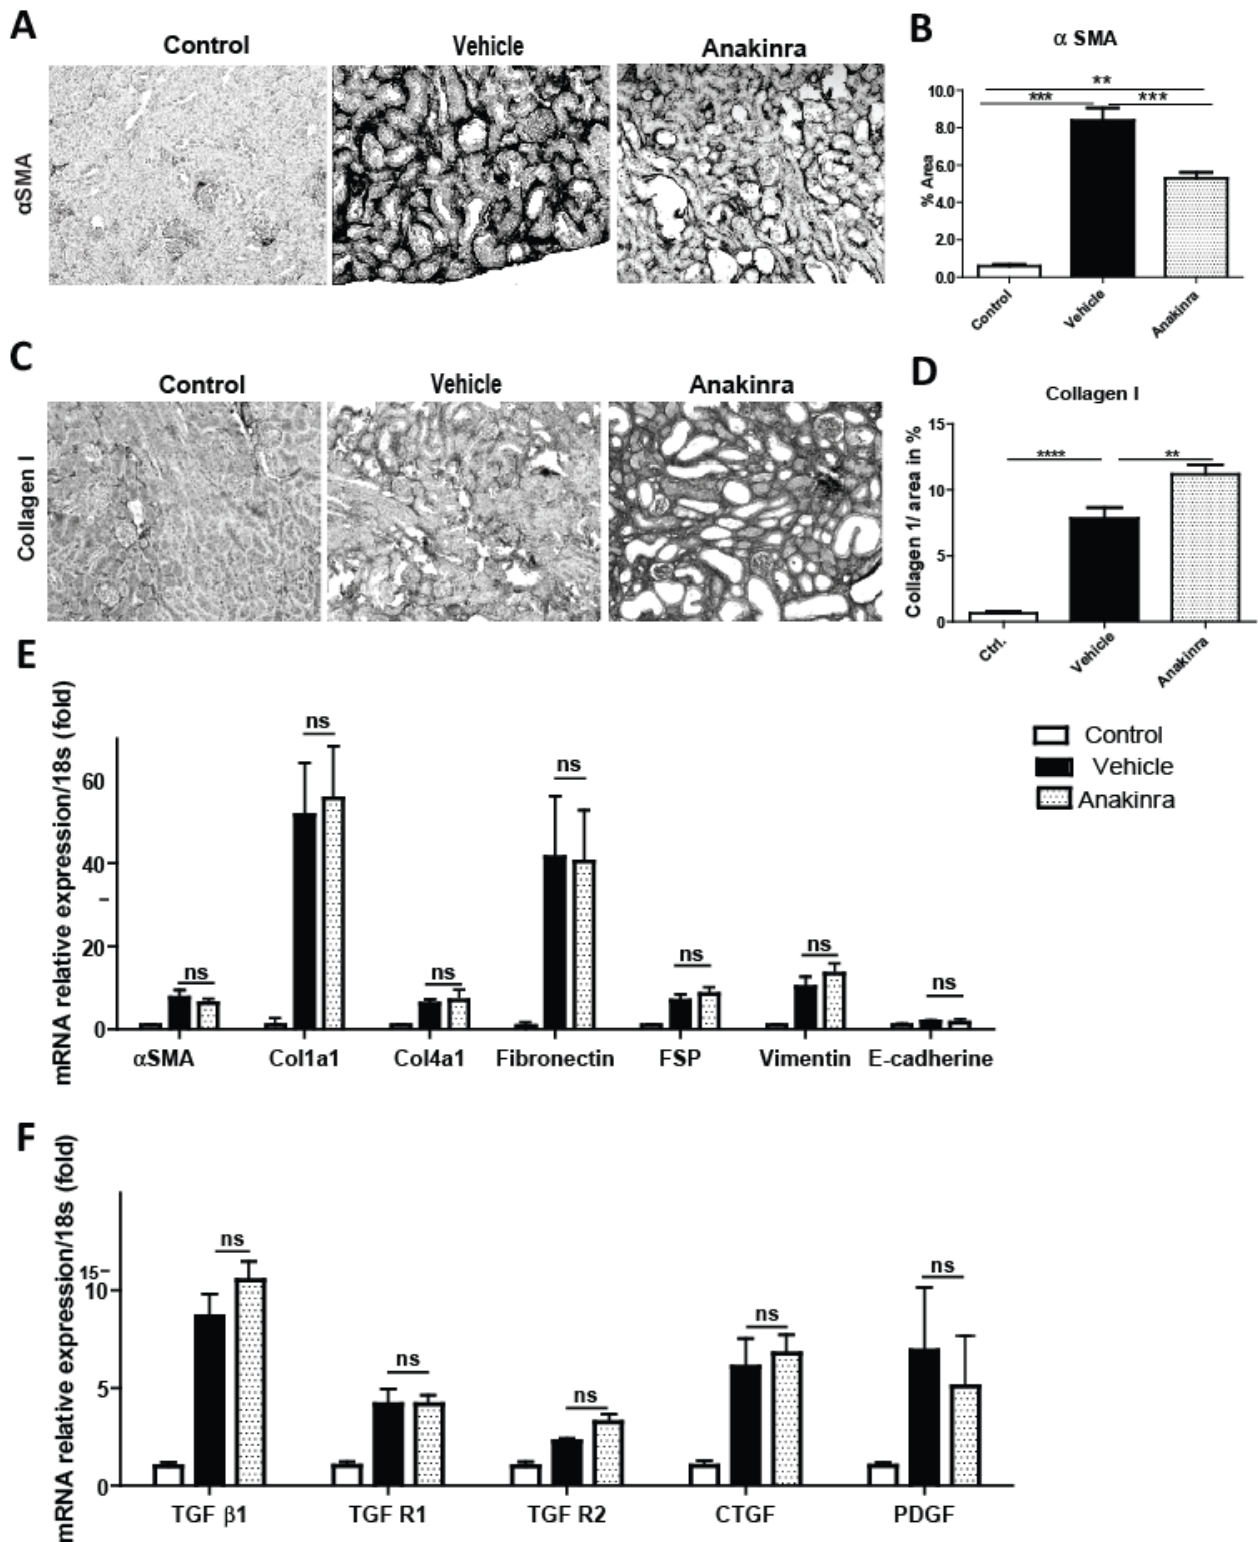 A
Control
Vehicle
Anakinra
αSMA
B
α SMA
**
***
***
% Area
10.0
8.0
6.0
4.0
2.0
0.0
Control
Vehicle
Anakinra
C
Control
Vehicle
Anakinra
Collagen I
D
Collagen I
****
**
Collagen 1/ area in %
15
10
5
0
Ctrl.
Vehicle
Anakinra
E
mRNA relative expression/18s (fold)
60
40
20
0
ns
ns
ns
ns
ns
ns
ns
αSMA
Col1a1
Col4a1
Fibronectin
FSP
Vimentin
E-cadherine
Control
Vehicle
Anakinra
F
mRNA relative expression/18s (fold)
15
10
5
0
ns
ns
ns
ns
ns
TGF β1
TGF R1
TGF R2
CTGF
PDGF